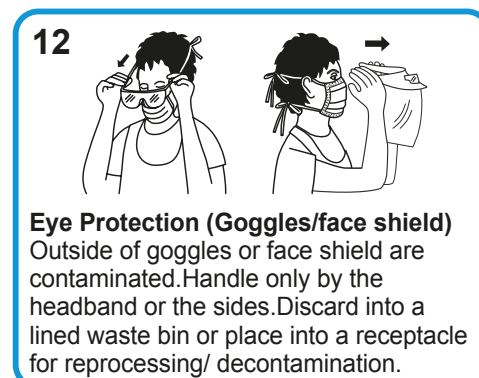 12
Eye Protection (Goggles/face shield)
Outside of goggles or face shield are
contaminated.Handle only by the
headband or the sides.Discard into a
lined waste bin or place into a receptacle
for reprocessing/ decontamination.